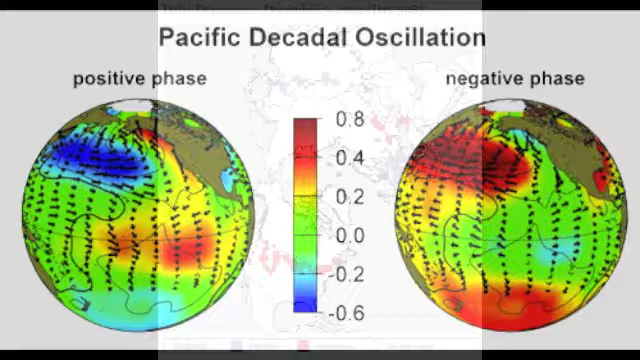 Pacific Decadal Oscillation
positive phase
negative phase
0.8
0.4
0.2
0.0
-0.2
-0.6